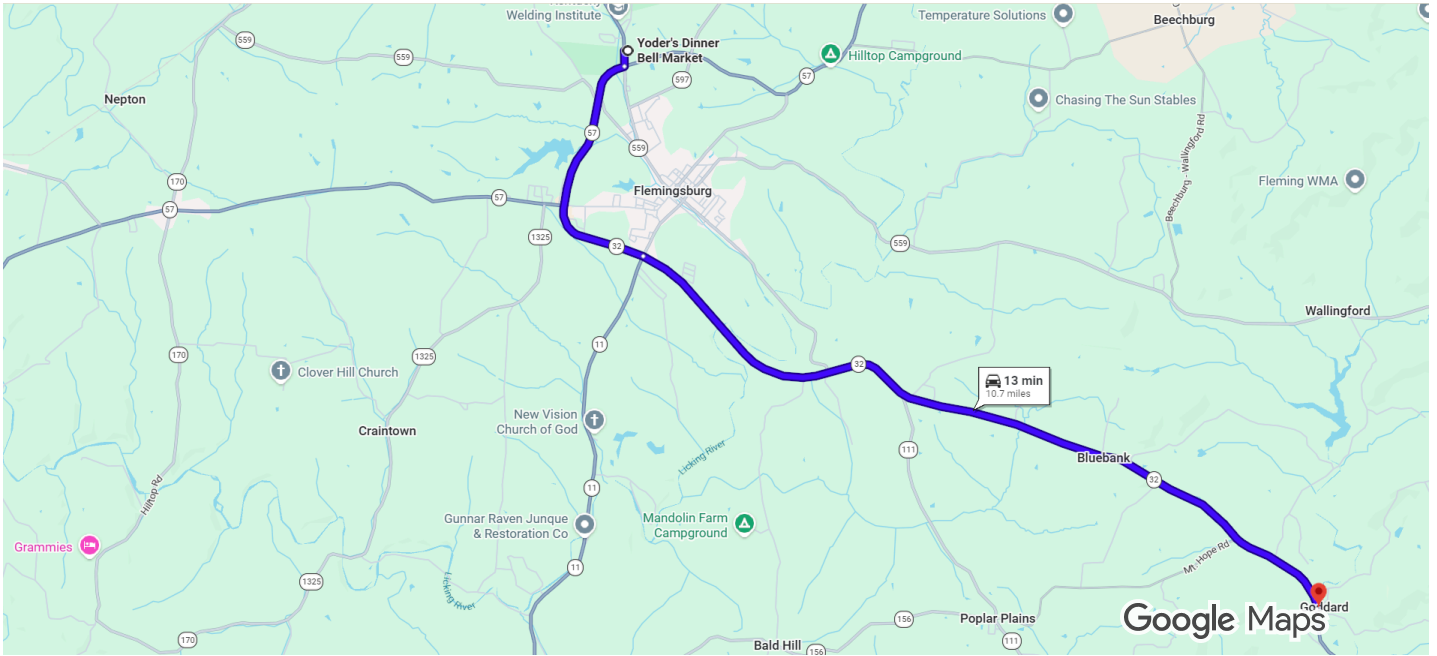 Kentucky
Welding Institute
Temperature Solutions
Beechburg
559
Yoder's Dinner
Bell Market
559
Hilltop Campground
57
597
Nepton
Chasing The Sun Stables
57
559
Beechburg - Wallingford Rd
170
Flemingsburg
Fleming WMA
57
57
1325
32
559
Wallingford
11
170
1325
32
Clover Hill Church
13 min
10.7 miles
New Vision
Church of God
Craintown
111
Licking River
Bluebank
32
Hilltop Rd
11
Gunnar Raven Junque
& Restoration Co
Mandolin Farm
Campground
Grammies
Mt. Hope Rd
11
1325
Licking River
Goddard
156
Poplar Plains
Google Maps
170
111
Bald Hill
156